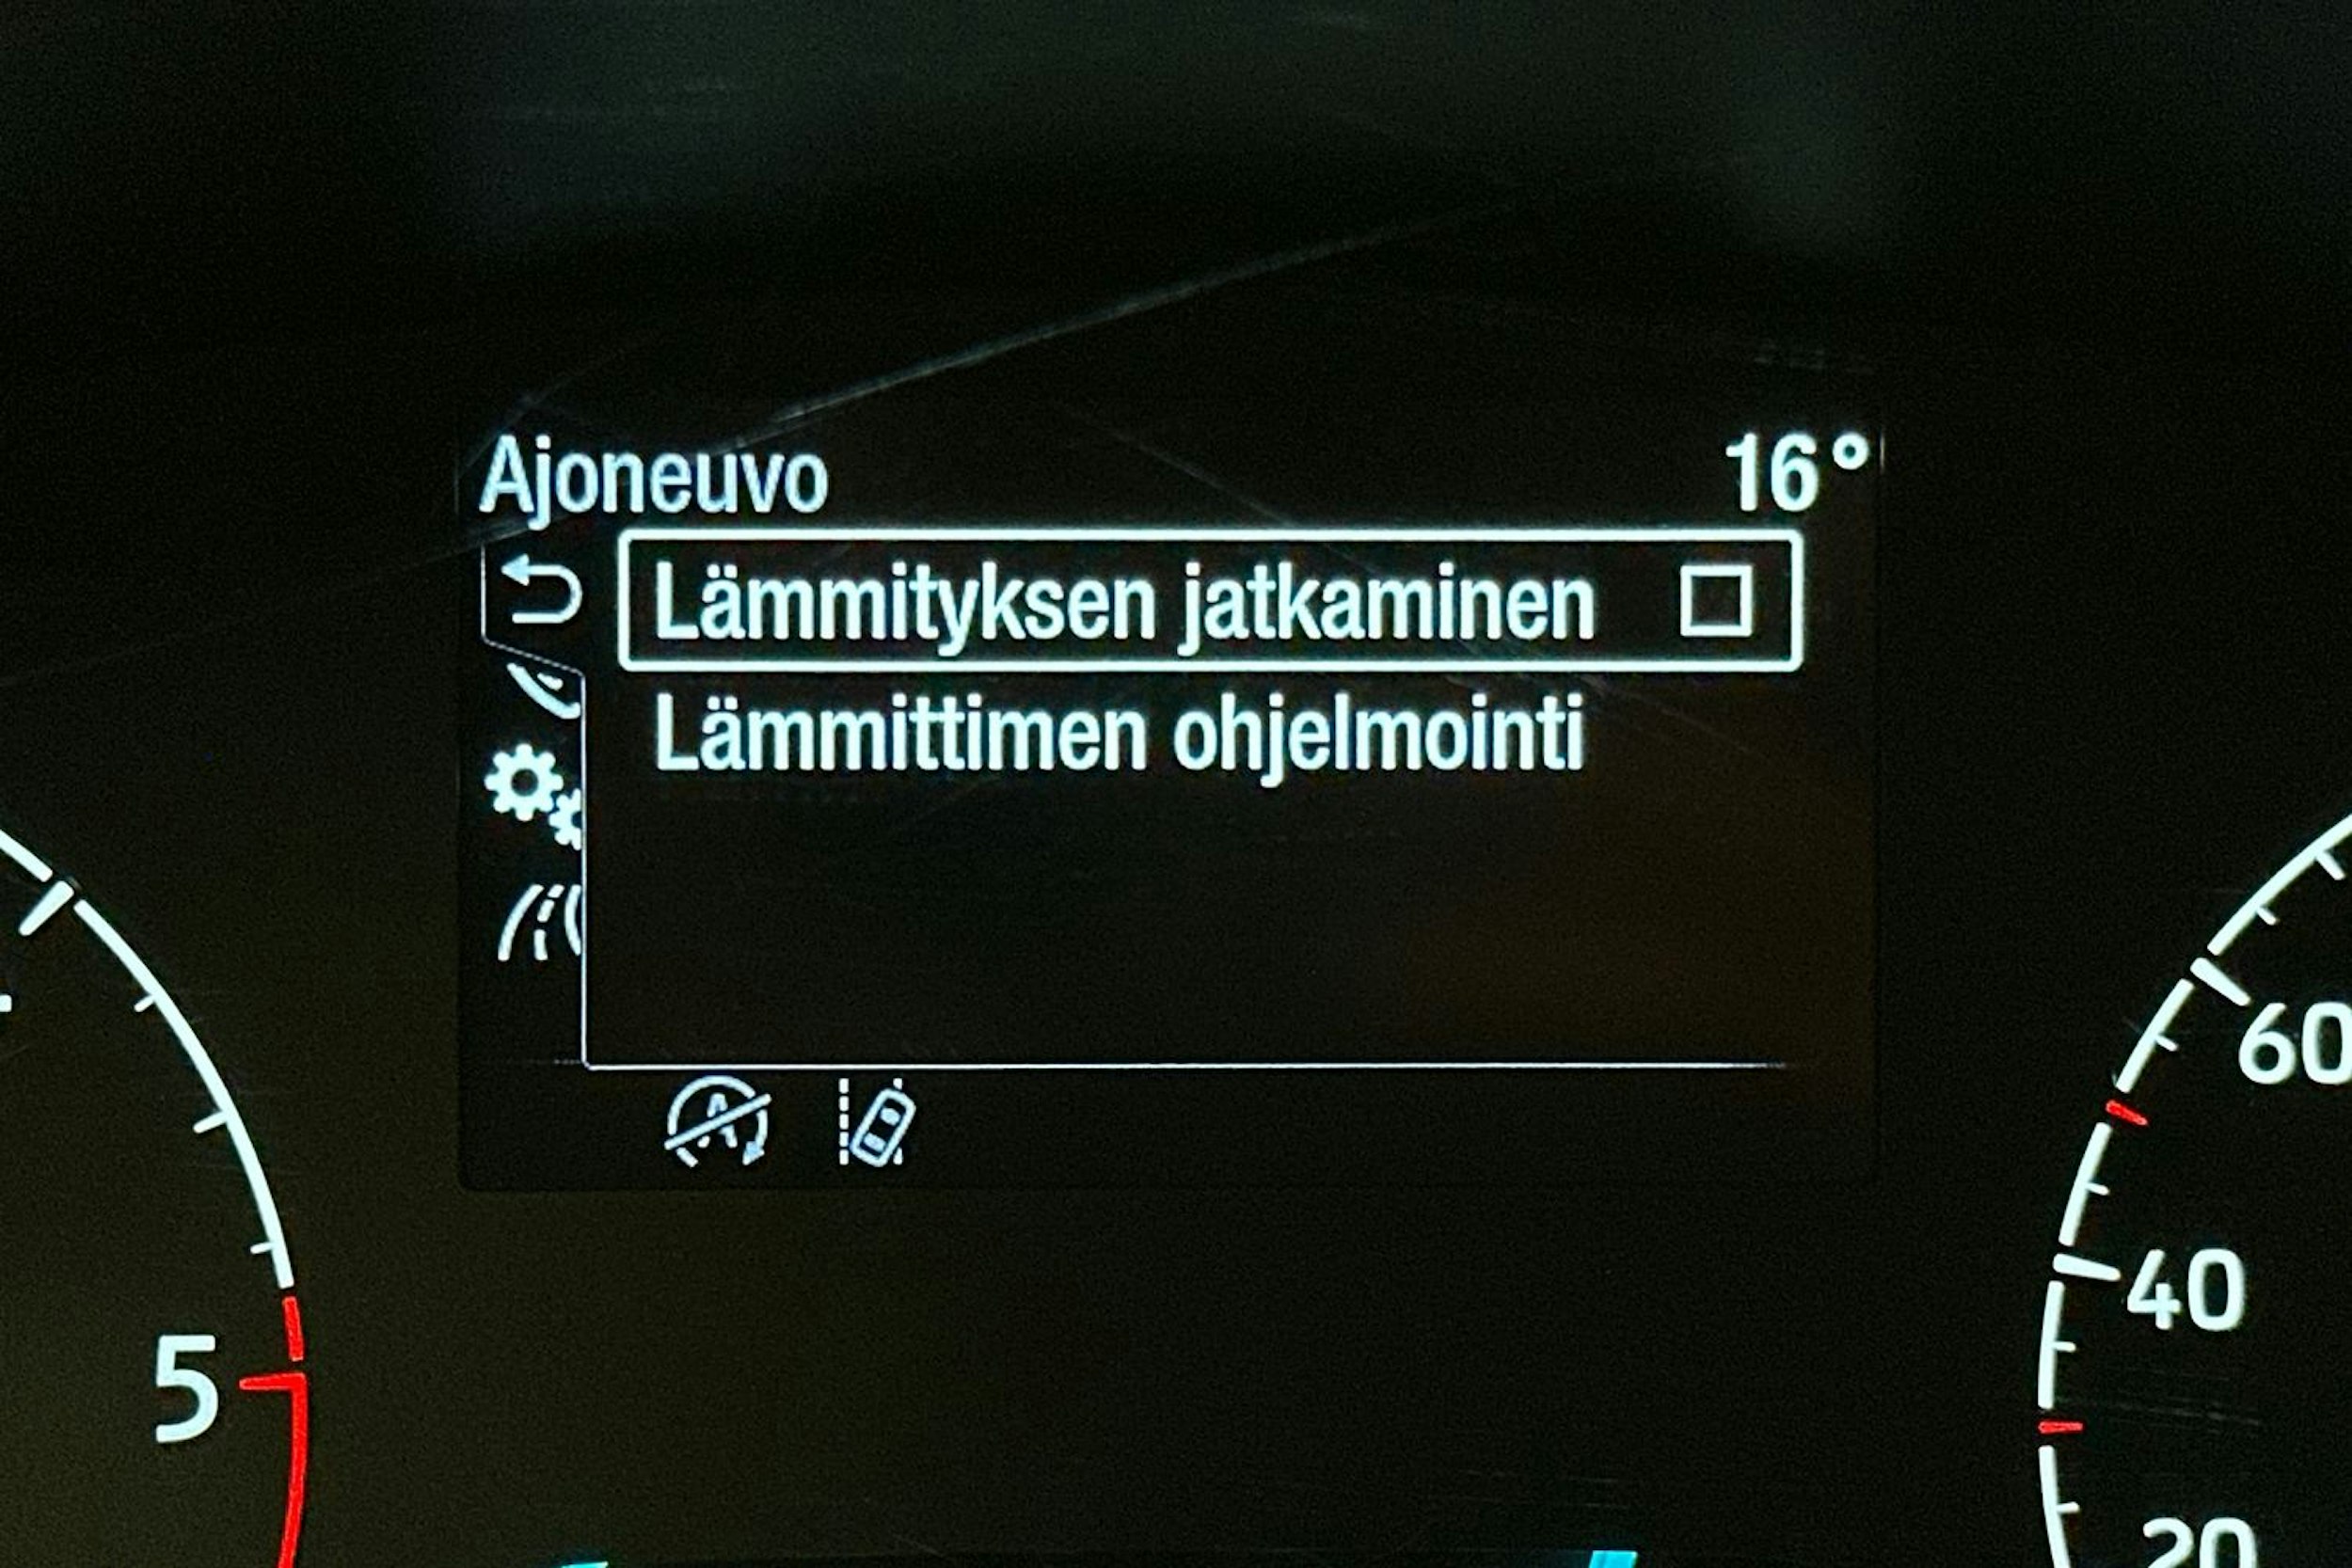 Ajoneuvo 16°
Lämmityksen jatkaminen
Lämmittimen ohjelmointi
A
5
60
40
20